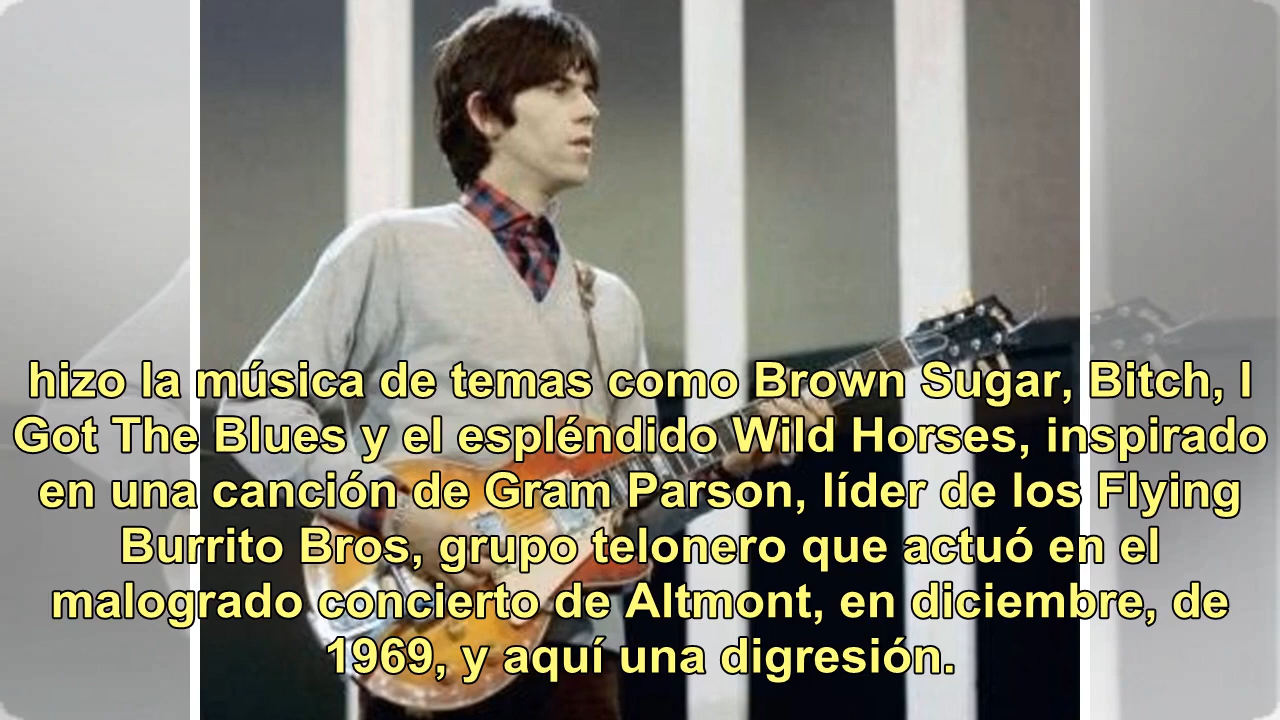 hizo la música de temas como Brown Sugar, Bitch, I
Got The Blues y el espléndido Wild Horses, inspirado
en una canción de Gram Parson, líder de los Flying
Burrito Bros, grupo telonero que actuó en el
malogrado concierto de Altmont, en diciembre, de
1969, y aquí una digresión.